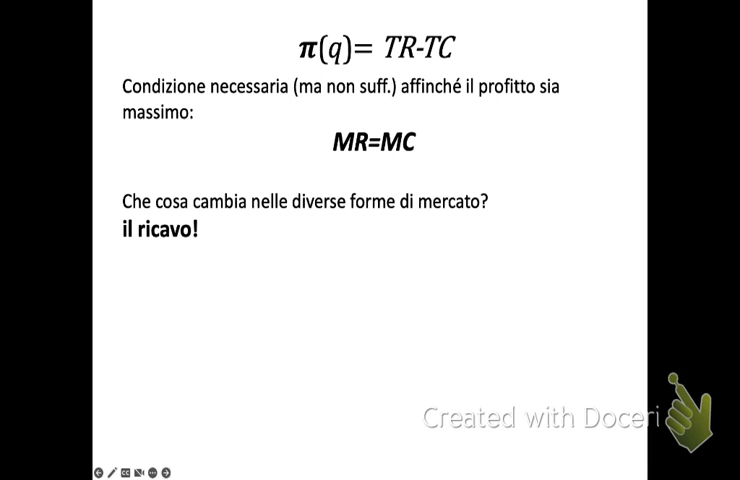 π(q)= TR-TC
Condizione necessaria (ma non suff.) affinché il profitto sia
massimo:
MR=MC
Che cosa cambia nelle diverse forme di mercato?
il ricavo!
Created with Doceri